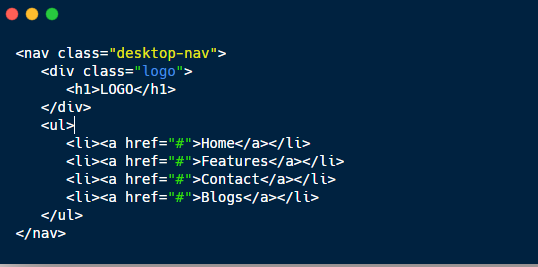 <nav class="desktop-nav">
<div class="logo">
<h1>LOGO</h1>
</div>
<ul>
<li><a href="#">Home</a></li>
<li><a href="#">Features</a></li>
<li><a href="#">Contact</a></li>
<li><a href="#">Blogs</a></li>
</ul>
</nav>